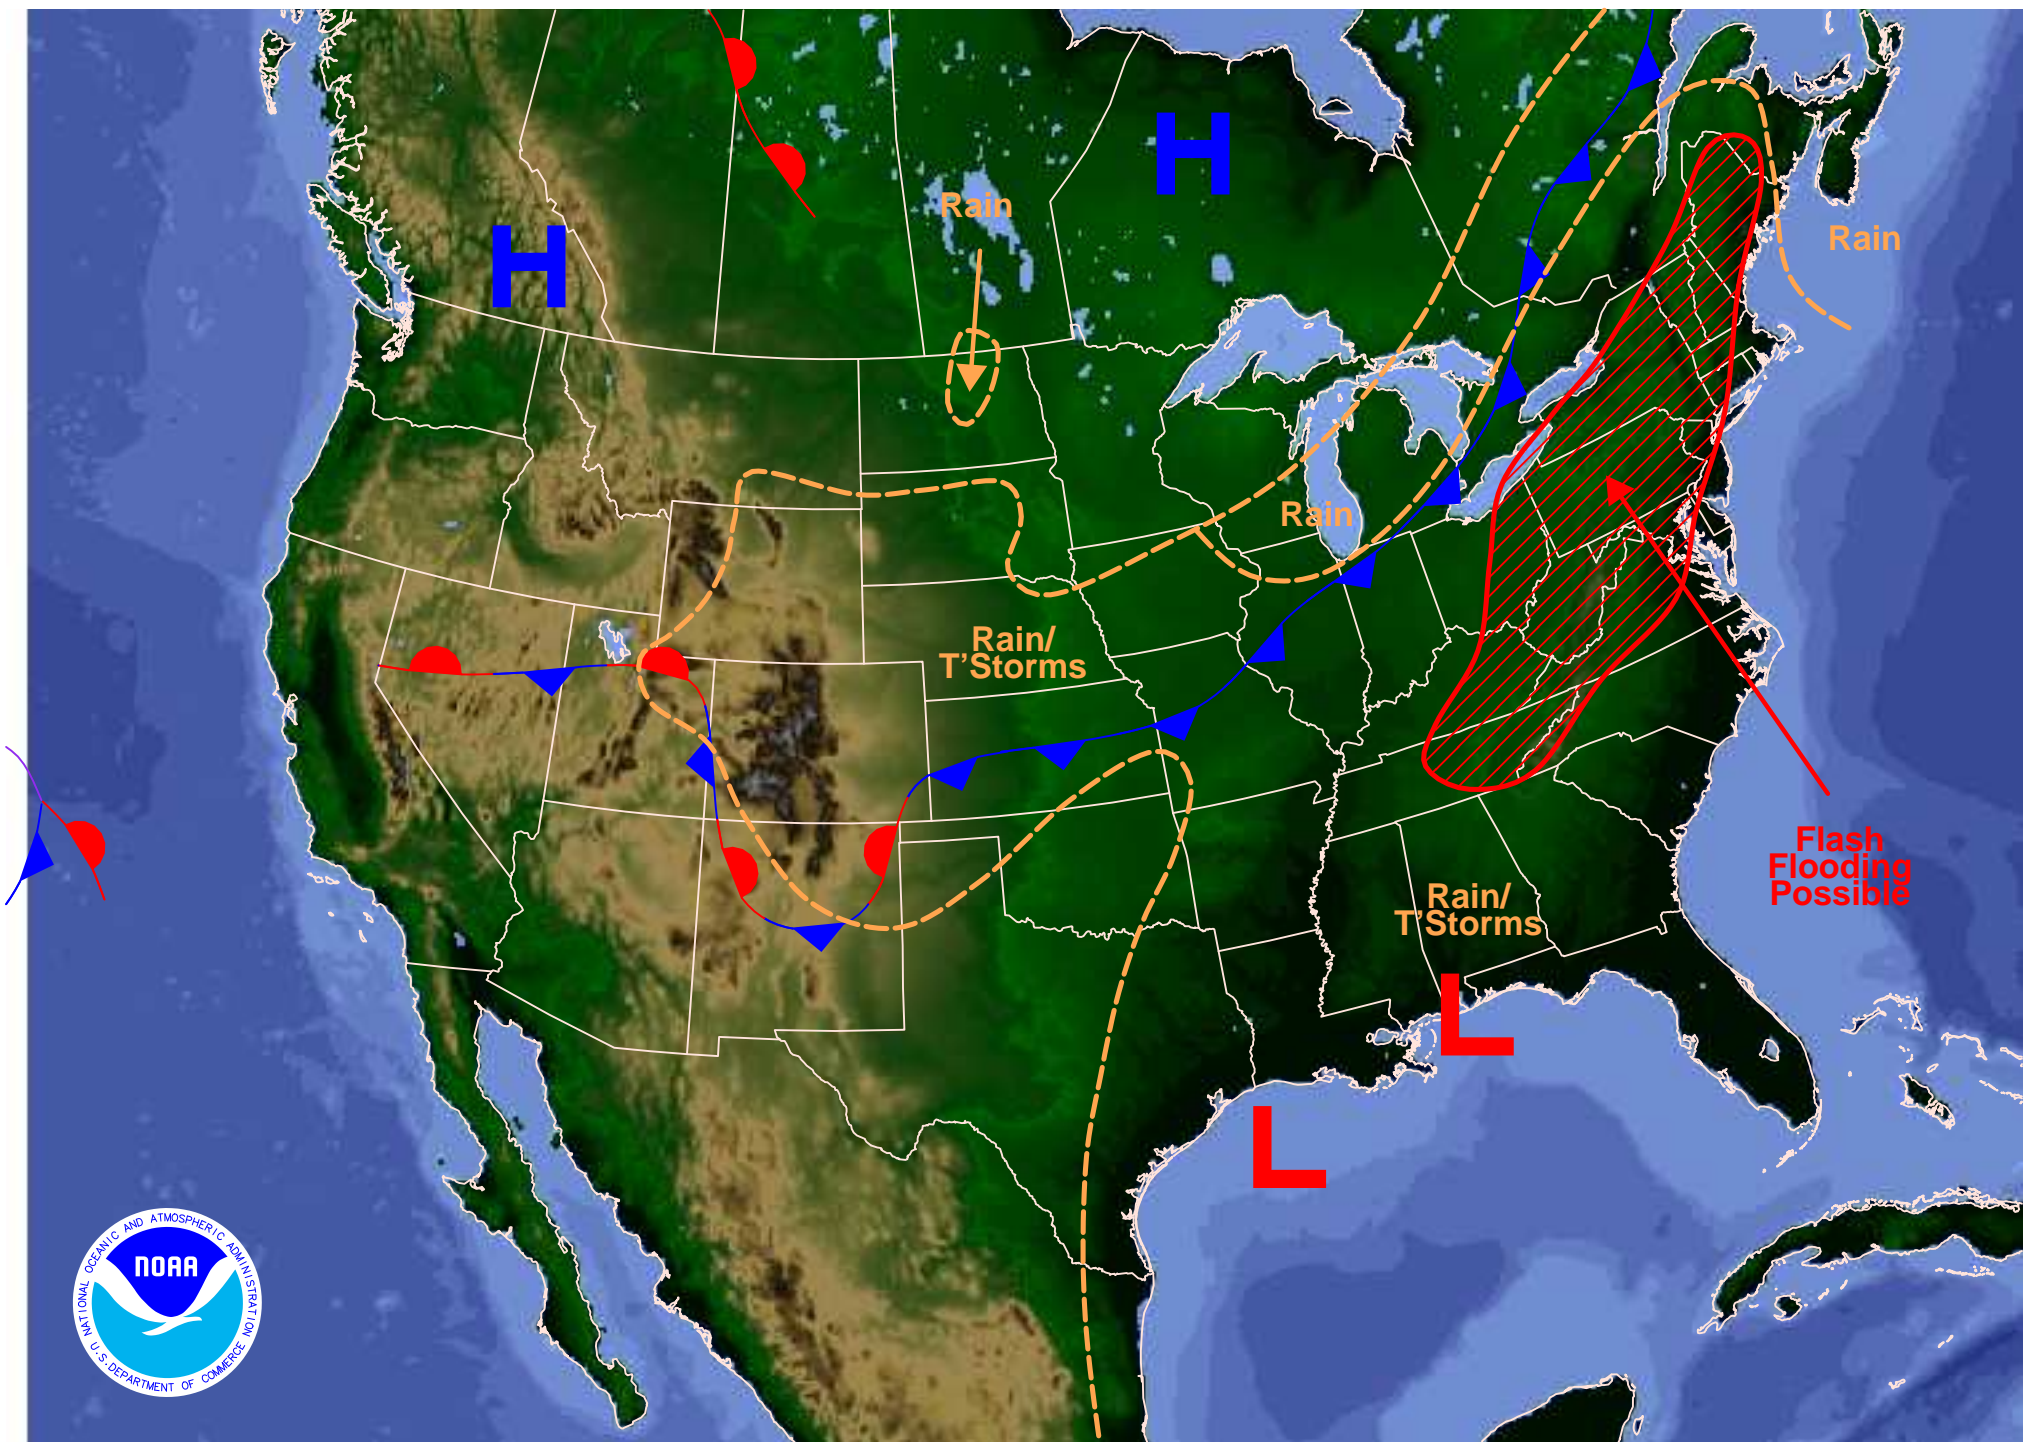 H
H
Rain
Rain
Rain
Rain/
T'Storms
Flash
Flooding
Possible
Rain/
T'Storms
L
L
NATIONAL OCEANIC AND ATMOSPHERIC ADMINISTRATION
NOAA
U.S. DEPARTMENT OF COMMERCE